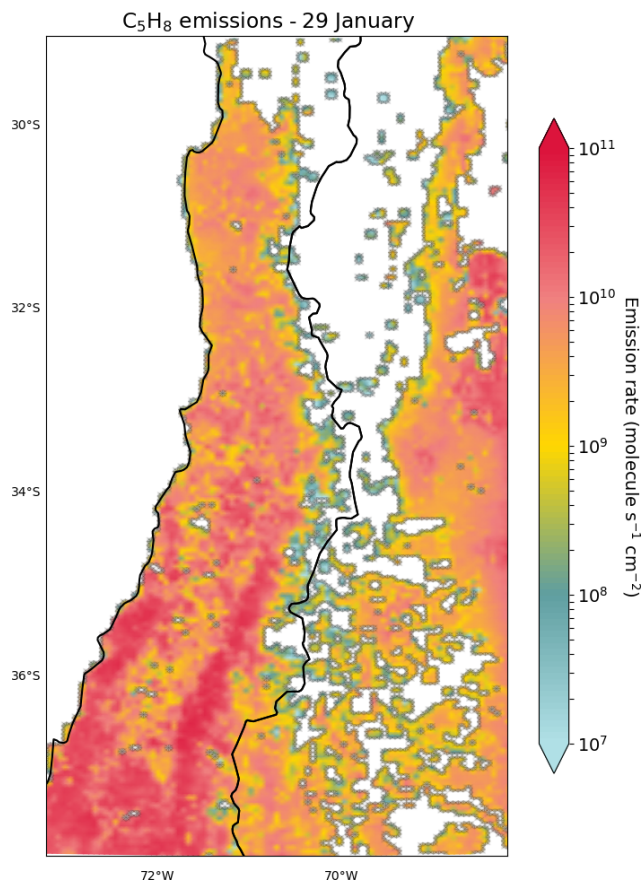 C₅H₈ emissions - 29 January
30°S
32°S
34°S
36°S
72°W
70°W
10¹¹
10¹⁰
10⁹
10⁸
10⁷
Emission rate (molecule s⁻¹ cm⁻²)